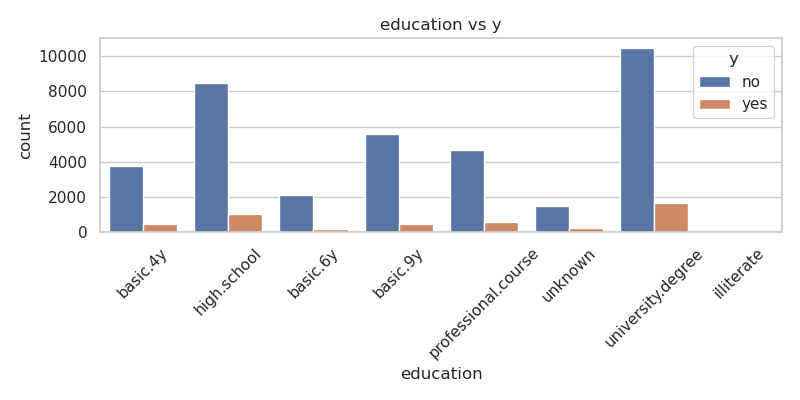 education vs y
10000
8000
6000
4000
2000
0
count
y
no
yes
basic.4y
high.school
basic.6y
basic.9y
professional.course
unknown
university.degree
illiterate
education